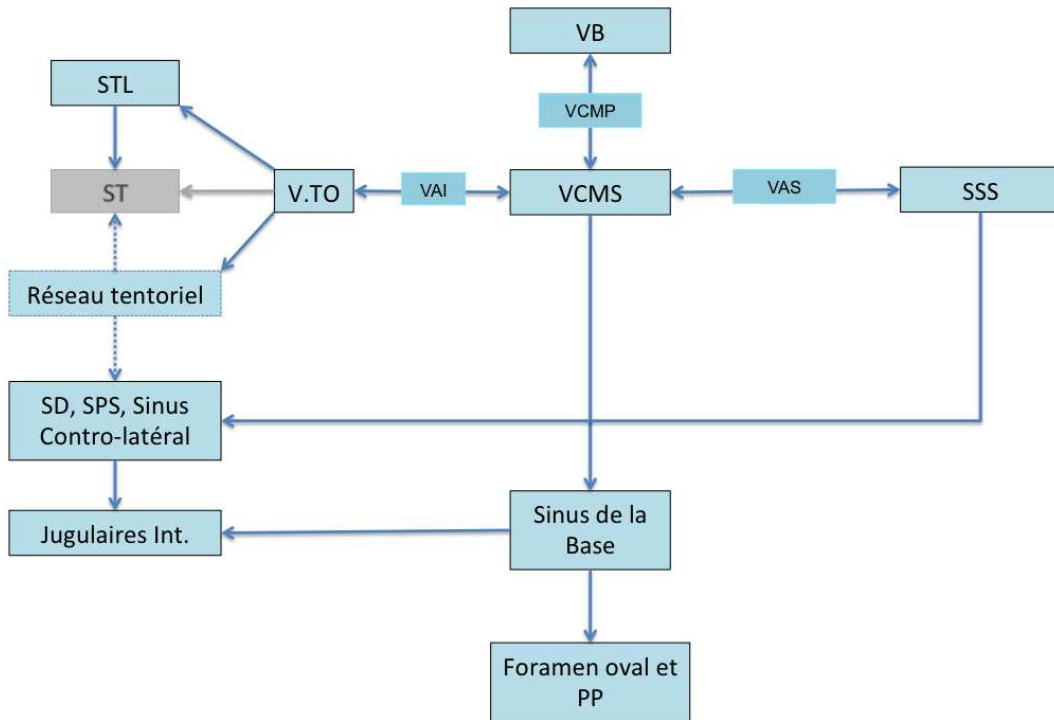 VB
STL
VCMP
ST
V.TO
VAI
VCMS
VAS
SSS
Réseau tentoriel
SD, SPS, Sinus
Contro-latéral
Jugulaires Int.
Sinus de la
Base
Foramen oval et
PP